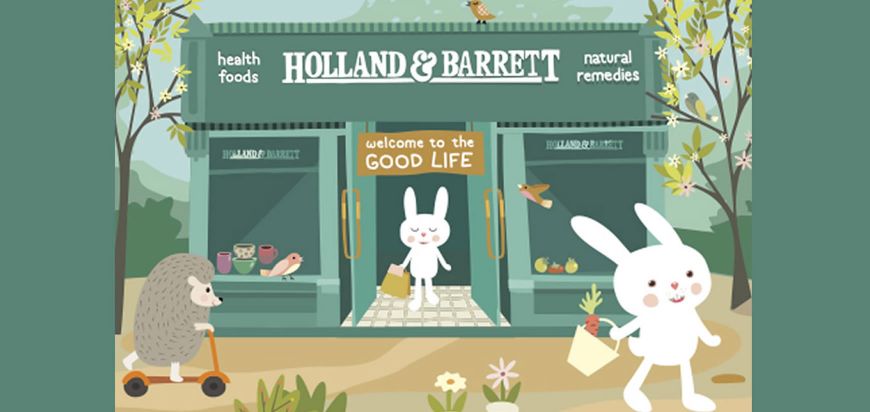 health
foods
HOLLAND & BARRETT
natural
remedies
welcome to the
GOOD LIFE
HOLLAND & BARRETT
HOLLAND & BARRETT